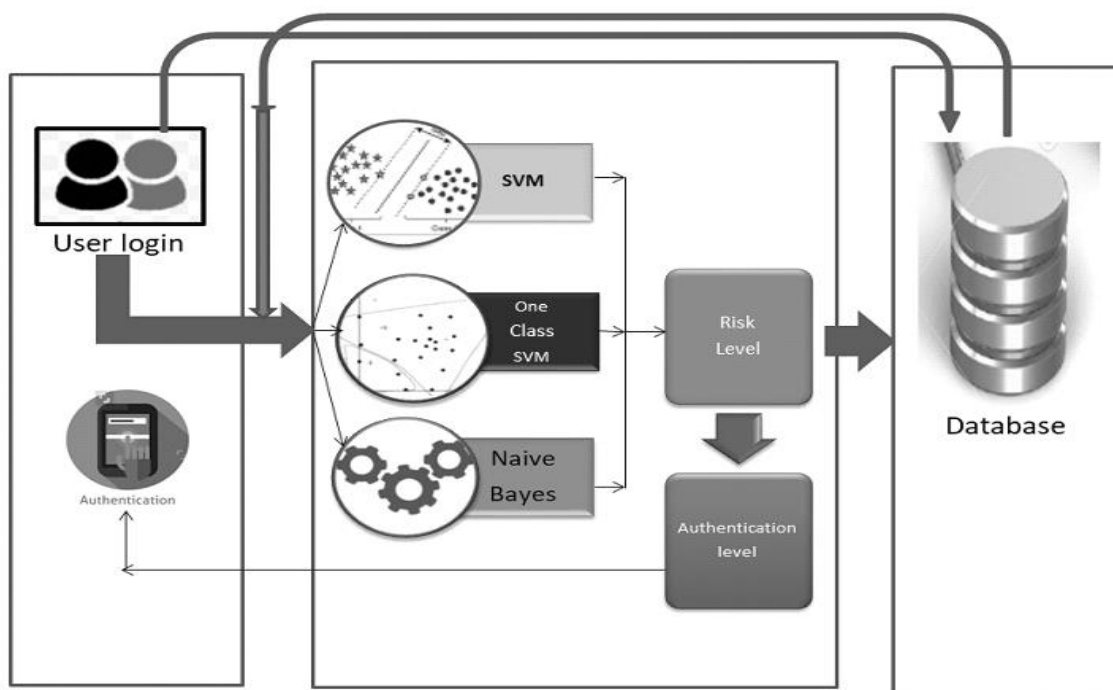 User login
Authentication
SVM
One
Class
SVM
Naive
Bayes
Risk
Level
Authentication
level
Database